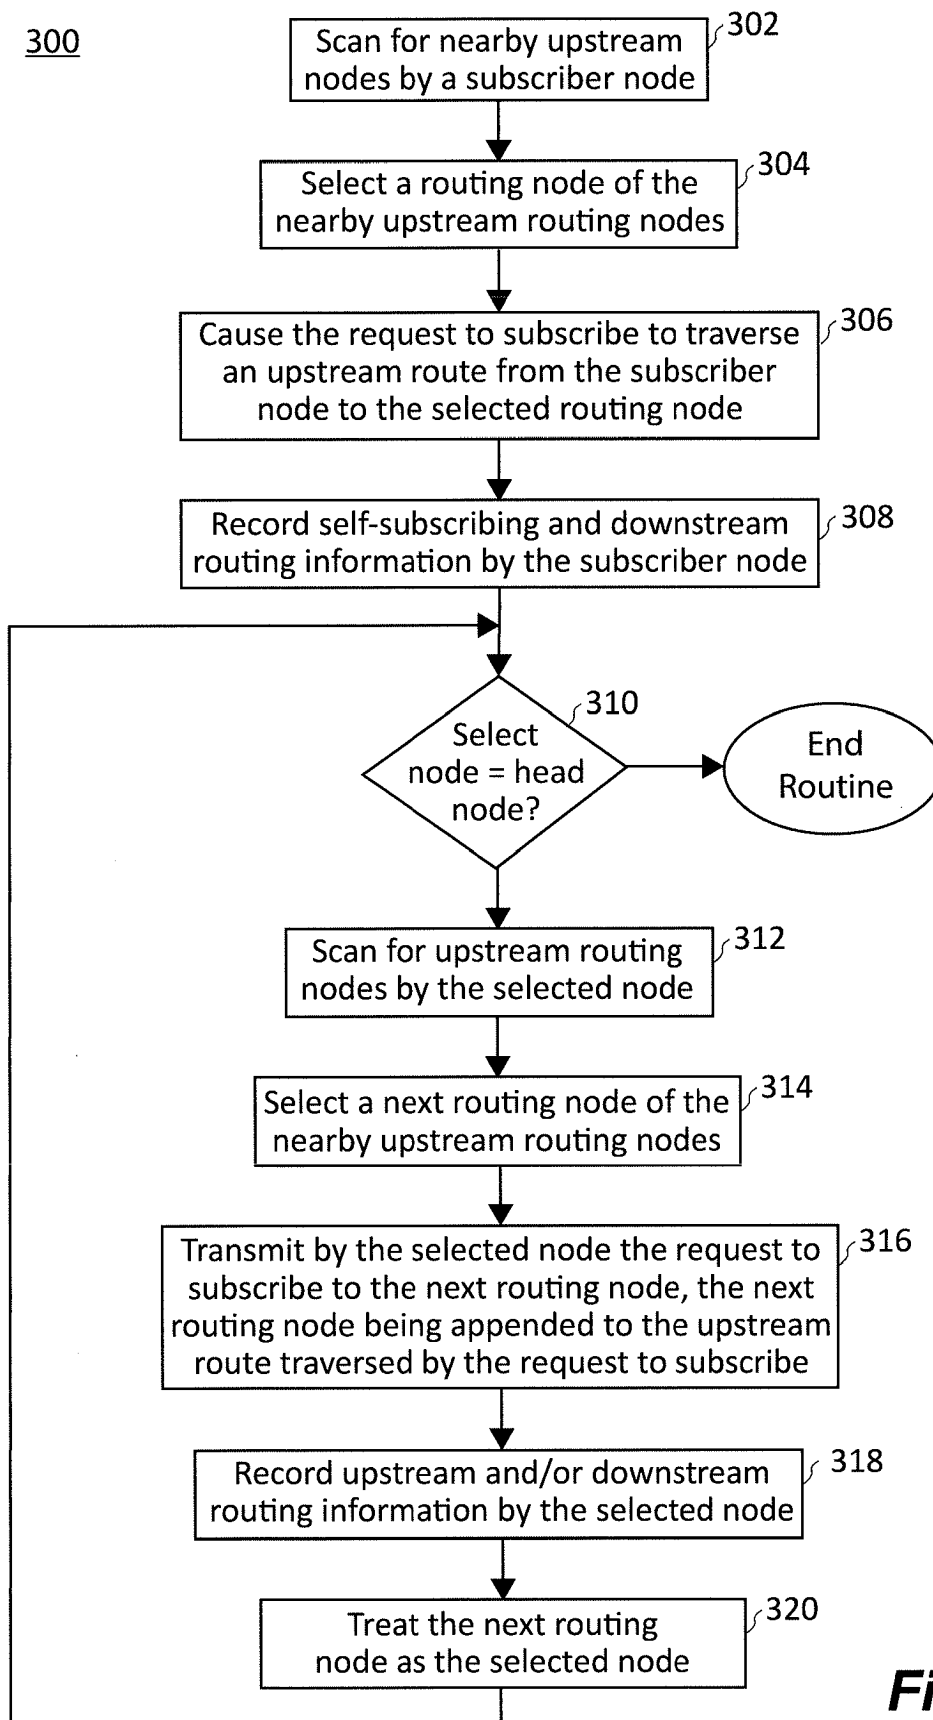 300
302
Scan for nearby upstream
nodes by a subscriber node
304
Select a routing node of the
nearby upstream routing nodes
306
Cause the request to subscribe to traverse
an upstream route from the subscriber
node to the selected routing node
308
Record self-subscribing and downstream
routing information by the subscriber node
310
Select
node = head
node?
End
Routine
312
Scan for upstream routing
nodes by the selected node
314
Select a next routing node of the
nearby upstream routing nodes
316
Transmit by the selected node the request to
subscribe to the next routing node, the next
routing node being appended to the upstream
route traversed by the request to subscribe
318
Record upstream and/or downstream
routing information by the selected node
320
Treat the next routing
node as the selected node